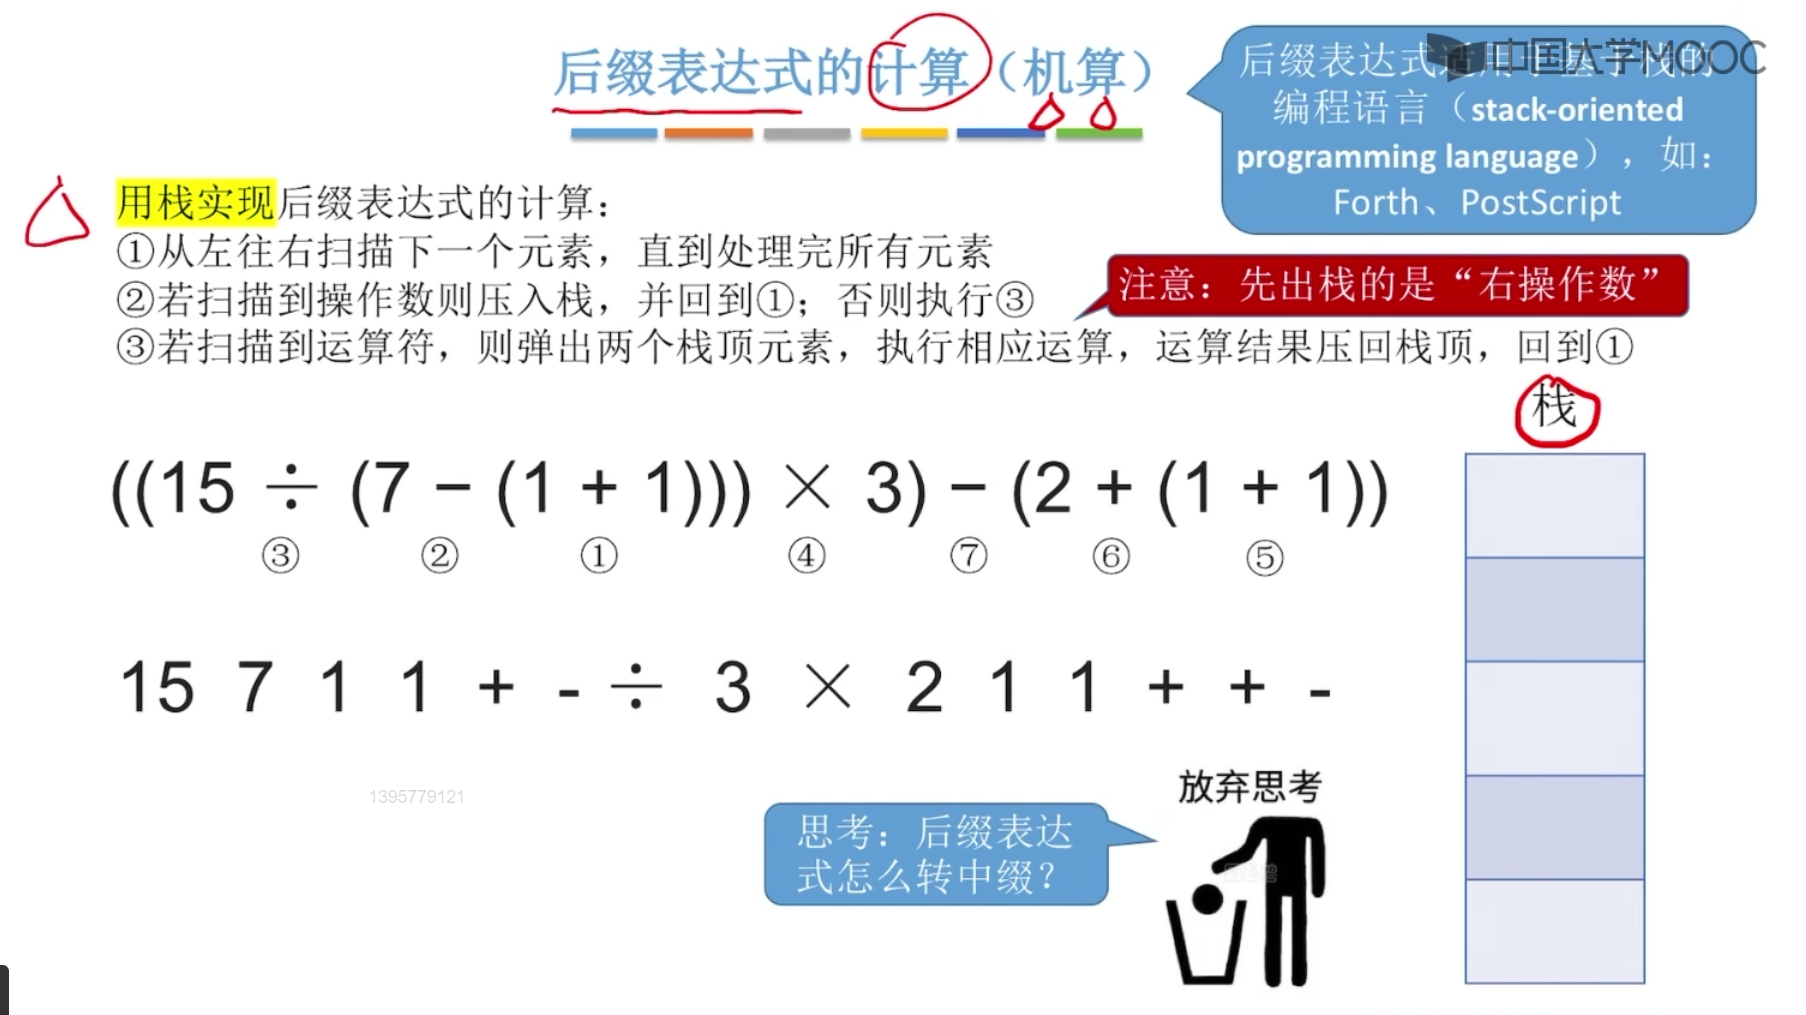 后缀表达式的计算（机算）
后缀表达式适用于基于栈的
编程语言（stack-oriented
programming language），如：
Forth、PostScript
中国大学MOOC
用栈实现后缀表达式的计算：
①从左往右扫描下一个元素，直到处理完所有元素
②若扫描到操作数则压入栈，并回到①；否则执行③
③若扫描到运算符，则弹出两个栈顶元素，执行相应运算，运算结果压回栈顶，回到①
注意：先出栈的是“右操作数”
栈
((15 ÷ (7 − (1 + 1))) × 3) − (2 + (1 + 1))
③ ② ① ④ ⑦ ⑥ ⑤
15 7 1 1 + - ÷ 3 × 2 1 1 + + -
1395779121
放弃思考
思考：后缀表达
式怎么转中缀？